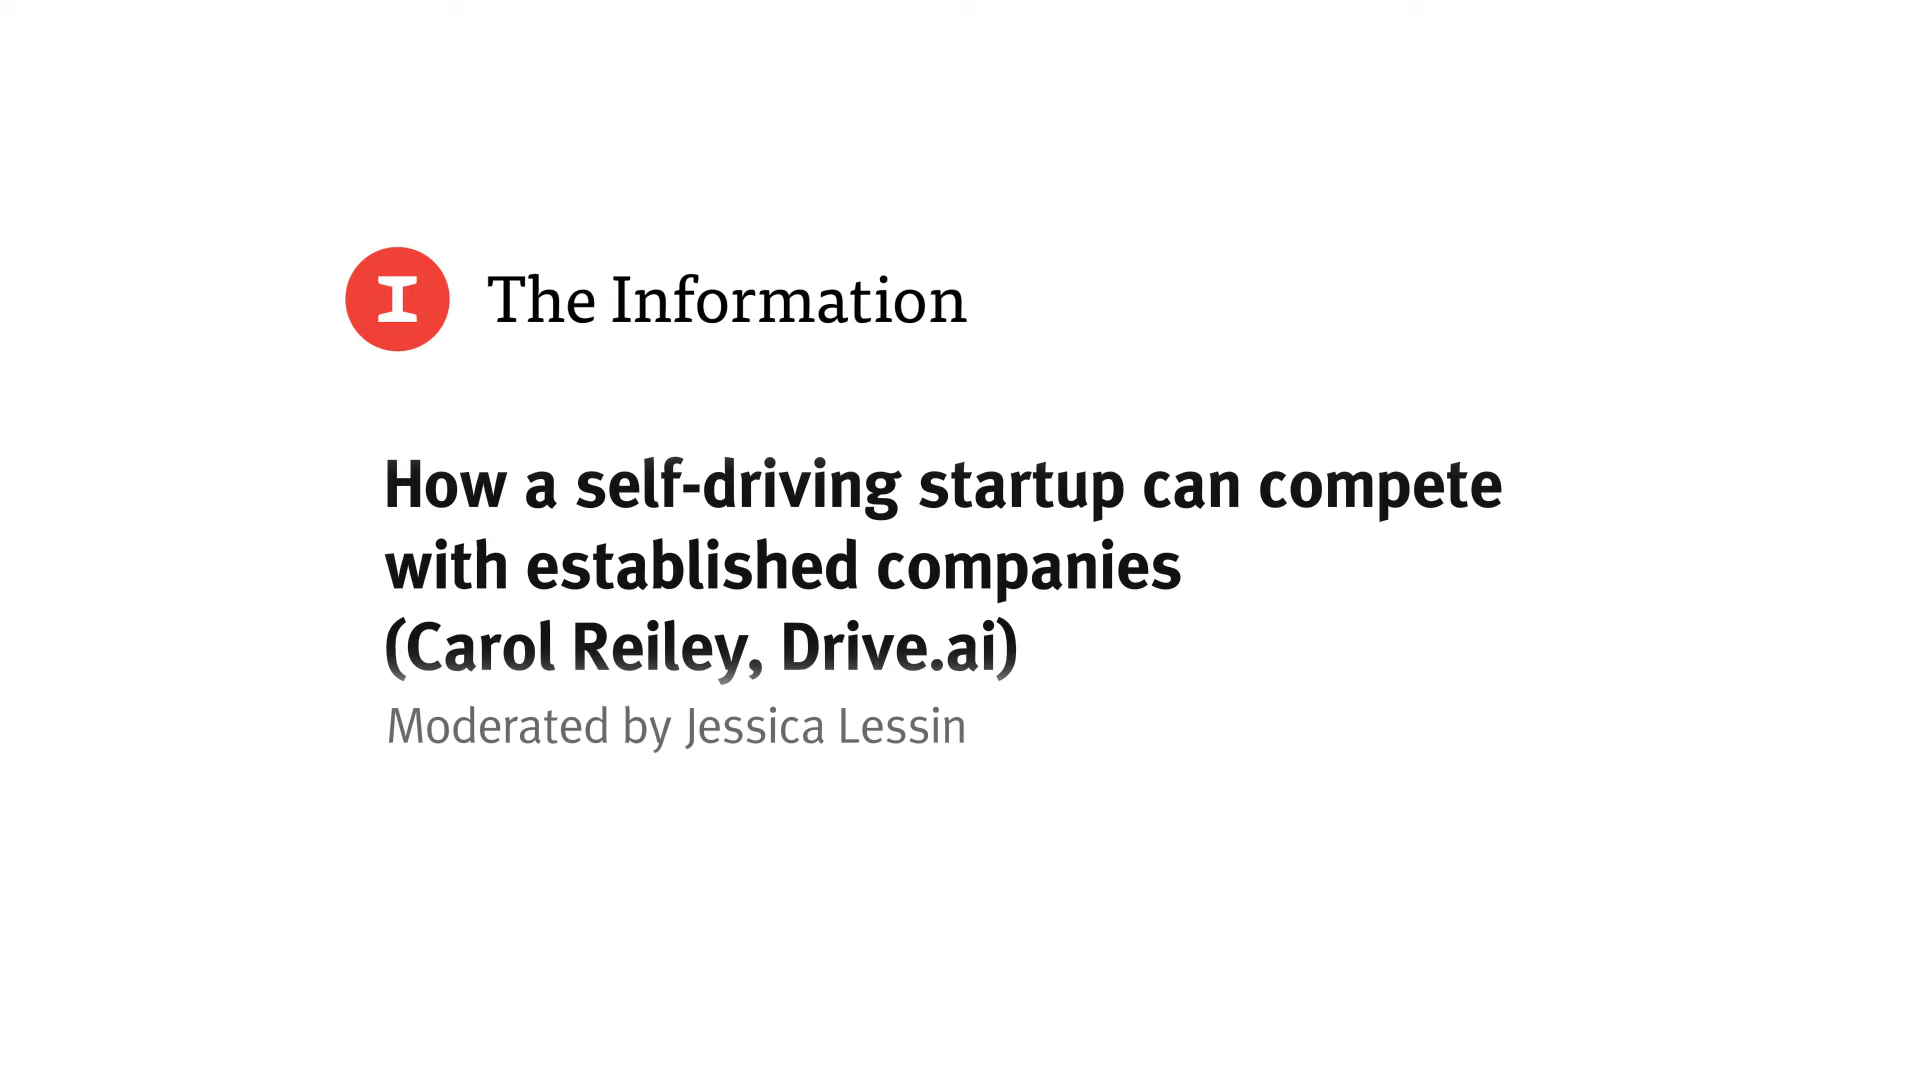 I
The Information
How a self-driving startup can compete
with established companies
(Carol Reiley, Drive.ai)
Moderated by Jessica Lessin